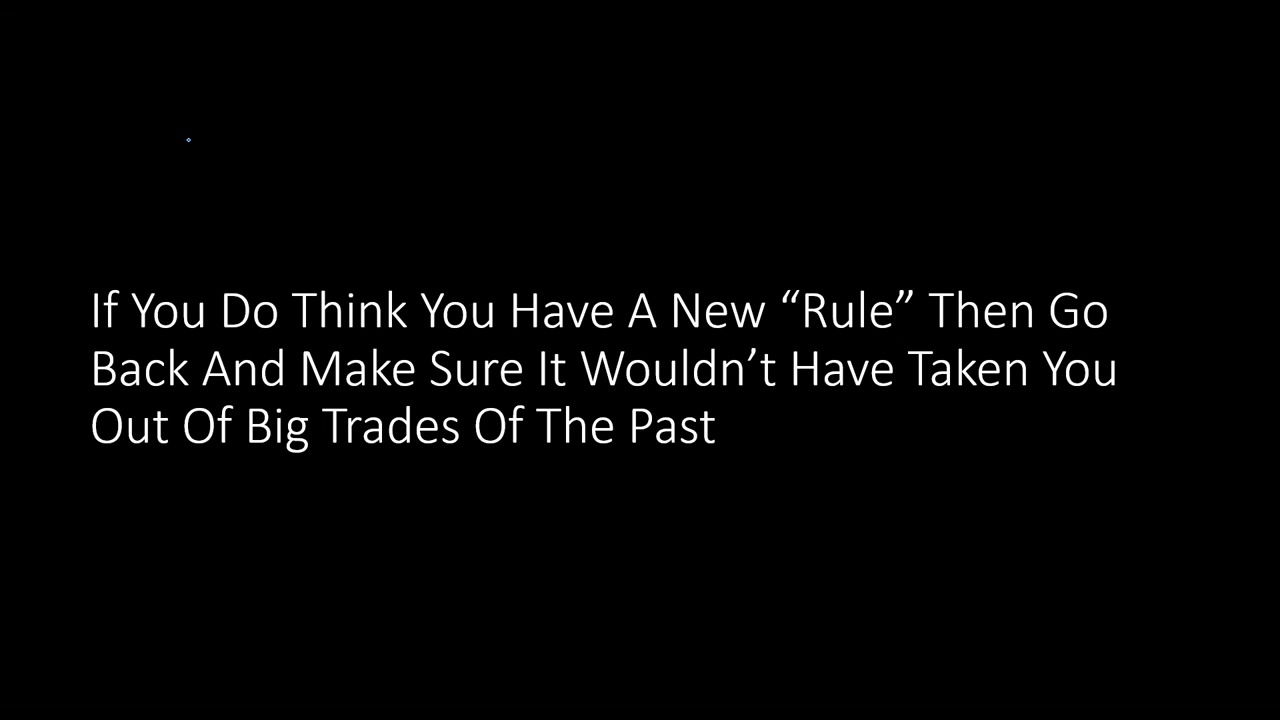 If You Do Think You Have A New “Rule” Then Go
Back And Make Sure It Wouldn’t Have Taken You
Out Of Big Trades Of The Past